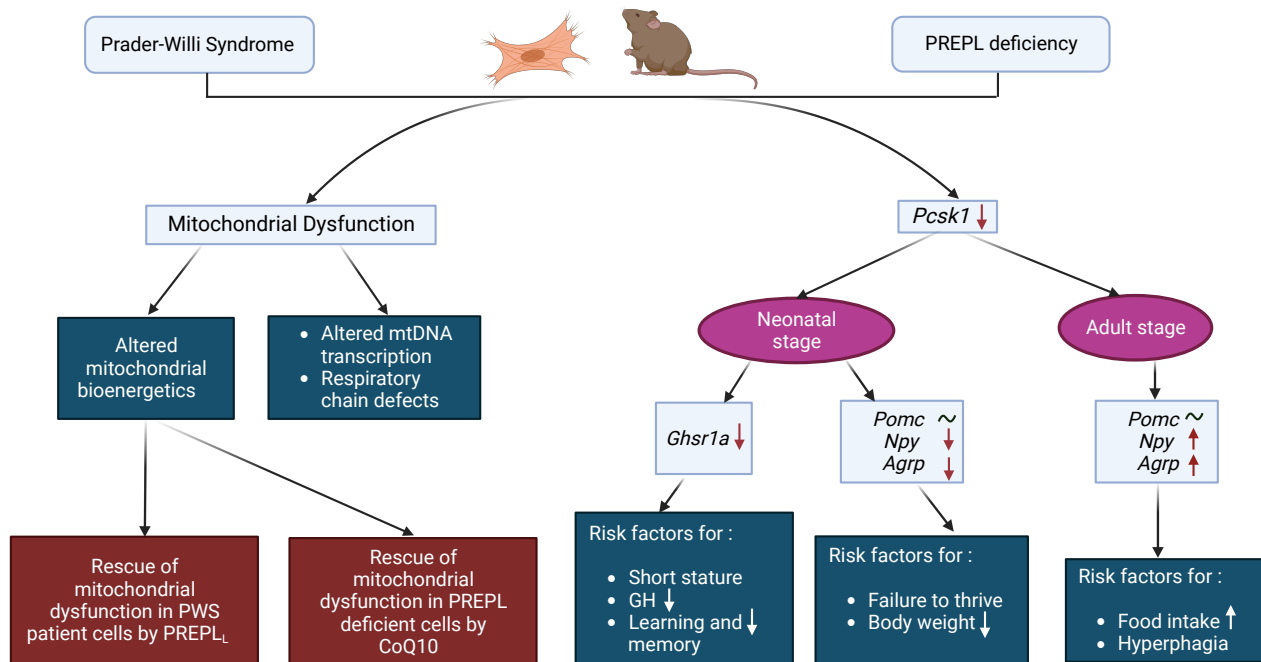 Prader-Willi Syndrome
PREPL deficiency
Mitochondrial Dysfunction
Pcsk1 ↓
Altered
mitochondrial
bioenergetics
• Altered mtDNA
transcription
• Respiratory
chain defects
Neonatal
stage
Adult stage
Ghsr1a ↓
Pomc ~
Npy ↓
Agrp ↓
Pomc ~
Npy ↑
Agrp ↑
Rescue of
mitochondrial
dysfunction in PWS
patient cells by PREPL_L
Rescue of
mitochondrial
dysfunction in PREPL
deficient cells by
CoQ10
Risk factors for :
• Short stature
• GH ↓
• Learning and ↓
memory
Risk factors for :
• Failure to thrive
• Body weight ↓
Risk factors for :
• Food intake ↑
• Hyperphagia